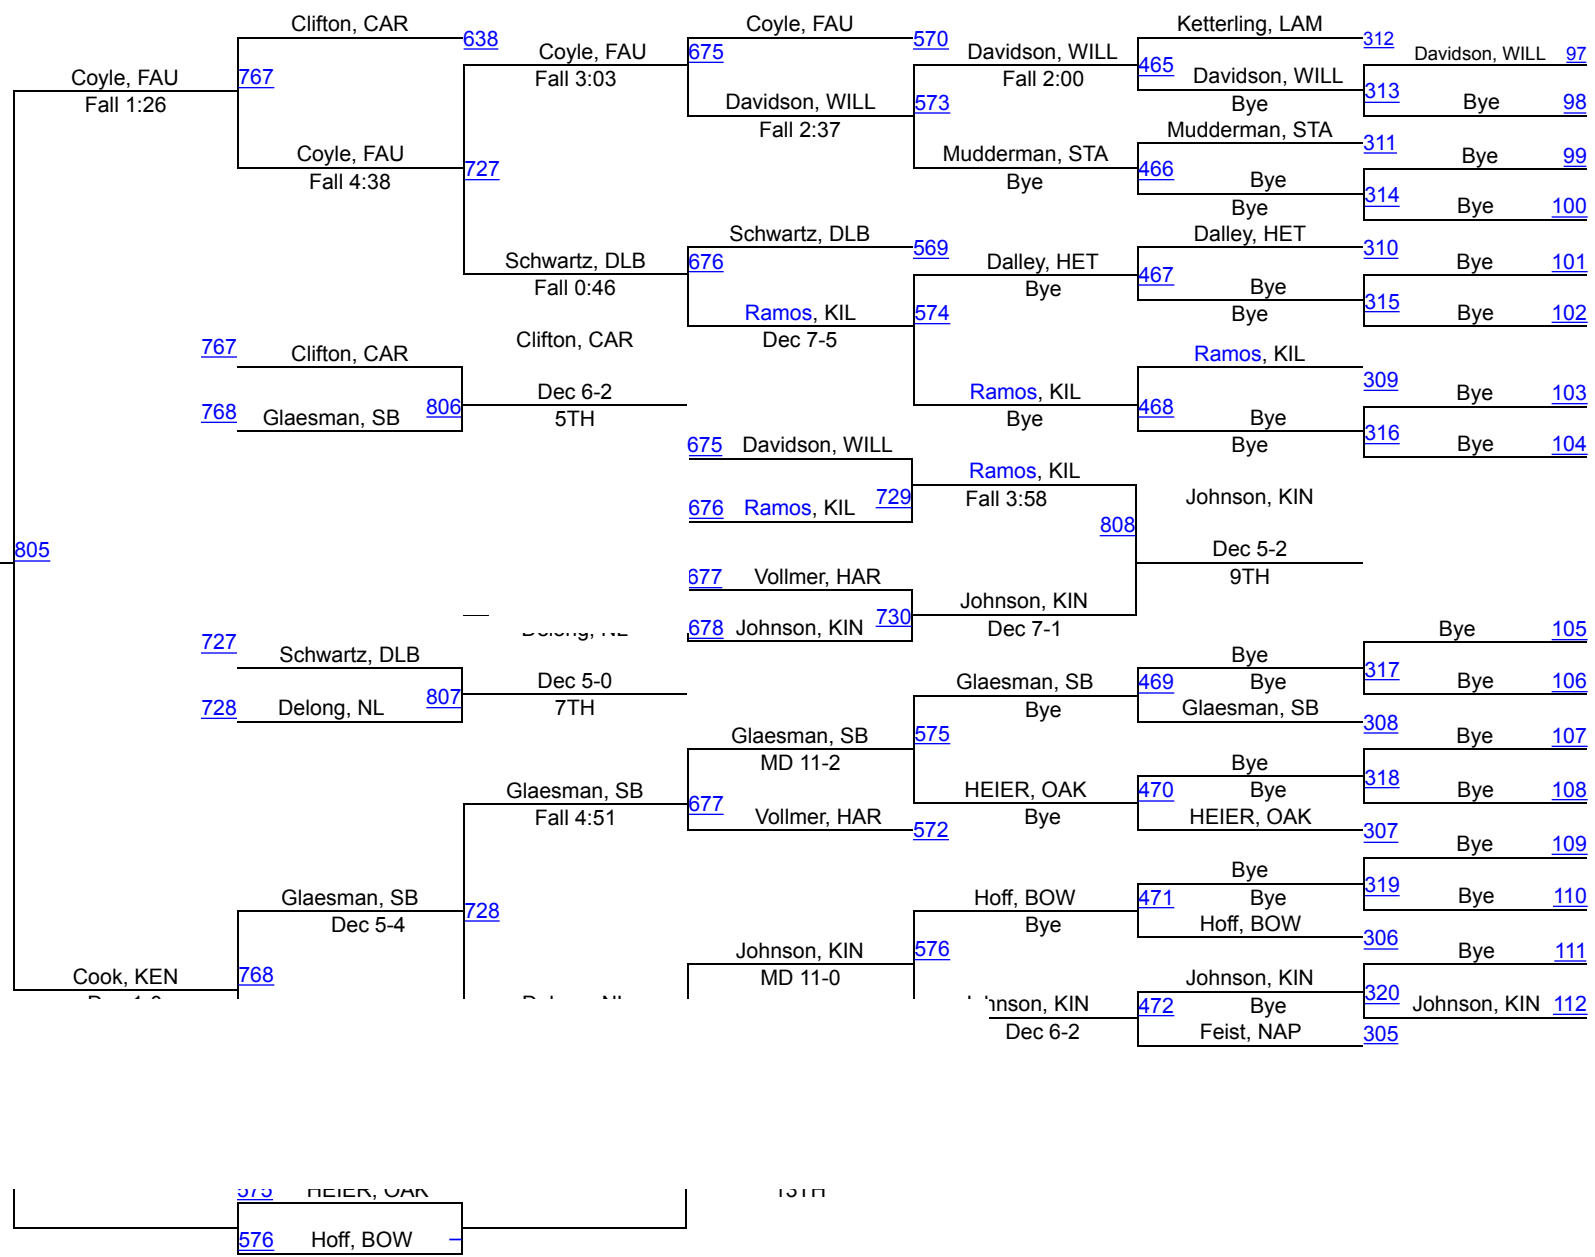 Clifton, CAR
638
Coyle, FAU
767
Fall 1:26
Coyle, FAU
Fall 4:38
727
Coyle, FAU
Fall 3:03
675
Coyle, FAU
570
Davidson, WILL
Fall 2:37
573
Davidson, WILL
Fall 2:00
465
Ketterling, LAM
312
Davidson, WILL
Bye
313
Davidson, WILL 97
Bye 98
Mudderman, STA
Bye
466
Mudderman, STA
311
Bye
Bye
314
Bye 99
Bye 100
Schwartz, DLB
Fall 0:46
676
Schwartz, DLB
569
Ramos, KIL
Dec 7-5
574
Dalley, HET
Bye
467
Dalley, HET
310
Bye
Bye
315
Bye 101
Bye 102
Ramos, KIL
Bye
468
Ramos, KIL
309
Bye
Bye
316
Bye 103
Bye 104
767 Clifton, CAR
768 Glaesman, SB
806
Clifton, CAR
Dec 6-2
5TH
675 Davidson, WILL
676 Ramos, KIL
729
Ramos, KIL
Fall 3:58
677 Vollmer, HAR
678 Johnson, KIN
730
Johnson, KIN
Dec 7-1
808
Johnson, KIN
Dec 5-2
9TH
805
727 Schwartz, DLB
728 Delong, NL
807
Dec 5-0
7TH
Glaesman, SB
MD 11-2
575
Glaesman, SB
Bye
469
Bye
Bye
Glaesman, SB
308
317
Bye 105
Bye 106
HEIER, OAK
Bye
470
Bye
Bye
HEIER, OAK
307
318
Bye 107
Bye 108
Glaesman, SB
Fall 4:51
677
Vollmer, HAR
572
Glaesman, SB
Dec 5-4
728
Hoff, BOW
Bye
471
Bye
Bye
Hoff, BOW
306
319
Bye 109
Bye 110
Johnson, KIN
MD 11-0
576
Dec 6-2
472
Johnson, KIN
Bye
Feist, NAP
305
320
Bye 111
Johnson, KIN 112
Cook, KEN
768
575 HEIER, OAK
576 Hoff, BOW
13TH